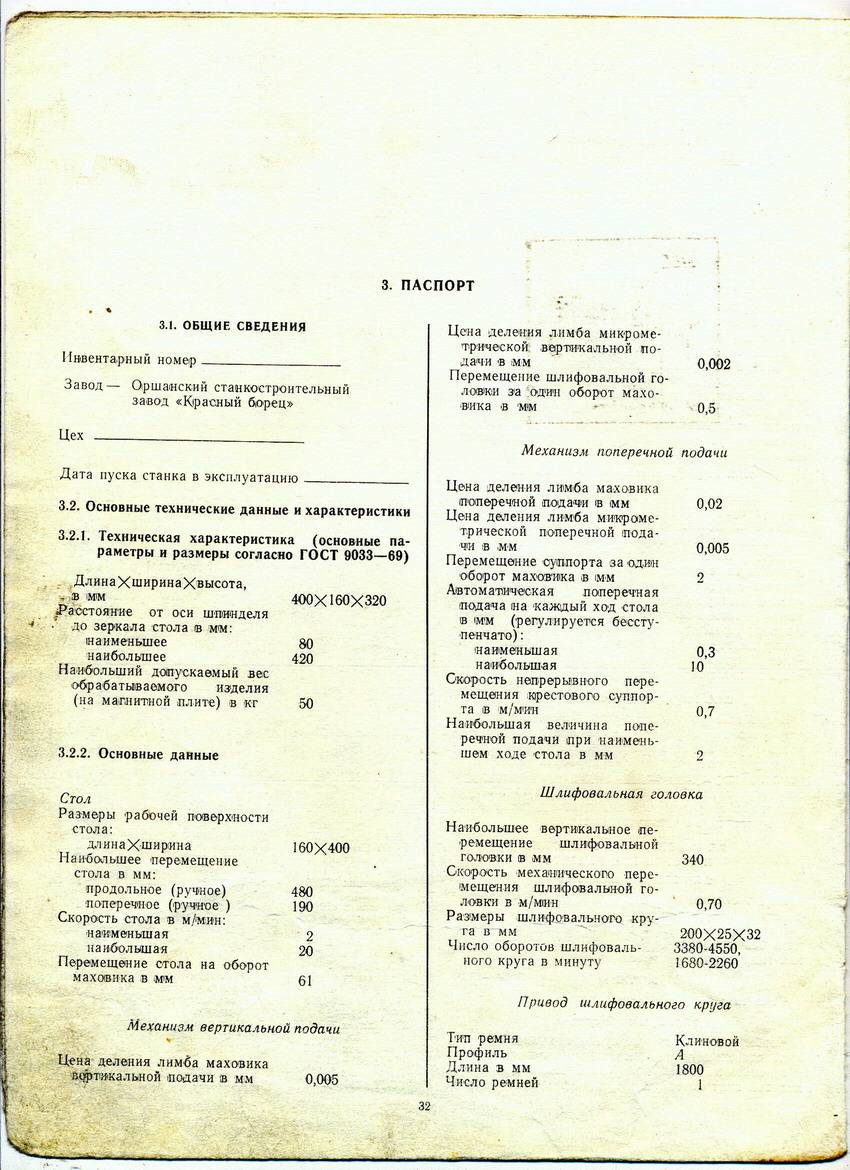 3. ПАСПОРТ
3.1. ОБЩИЕ СВЕДЕНИЯ
Инвентарный номер
Завод — Оршанский станкостроительный
завод «Красный борец»
Цех
Дата пуска станка в эксплуатацию
3.2. Основные технические данные и характеристики
3.2.1. Техническая характеристика (основные па-
раметры и размеры согласно ГОСТ 9033—69)
Длина×ширина×высота,
в мм 400×160×320
Расстояние от оси шпинделя
до зеркала стола в мм:
наименьшее 80
наибольшее 420
Наибольший допускаемый вес
обрабатываемого изделия
(на магнитной плите) в кг 50
3.2.2. Основные данные
Стол
Размеры рабочей поверхности
стола:
длина×ширина 160×400
Наибольшее перемещение
стола в мм:
продольное (ручное) 480
поперечное (ручное ) 190
Скорость стола в м/мин:
наименьшая 2
наибольшая 20
Перемещение стола на оборот
маховика в мм 61
Механизм вертикальной подачи
Цена деления лимба маховика
вертикальной подачи в мм 0,005
Цена деления лимба микроме-
трической вертикальной по-
дачи в мм 0,002
Перемещение шлифовальной го-
ловки за один оборот махо-
вика в мм 0,5
Механизм поперечной подачи
Цена деления лимба маховика
поперечной подачи в мм 0,02
Цена деления лимба микроме-
трической поперечной пода-
чи в мм 0,005
Перемещение суппорта за один
оборот маховика в мм 2
Автоматическая поперечная
подача на каждый ход стола
в мм (регулируется бессту-
пенчато):
наименьшая 0,3
наибольшая 10
Скорость непрерывного пере-
мещения крестового суппор-
та в м/мин 0,7
Наибольшая величина попе-
речной подачи при наимень-
шем ходе стола в мм 2
Шлифовальная головка
Наибольшее вертикальное пе-
ремещение шлифовальной
головки в мм 340
Скорость механического пере-
мещения шлифовальной го-
ловки в м/мин 0,70
Размеры шлифовального кру-
га в мм 200×25×32
Число оборотов шлифоваль- 3380-4550,
ного круга в минуту 1680-2260
Привод шлифовального круга
Тип ремня Клиновой
Профиль А
Длина в мм 1800
Число ремней 1
32